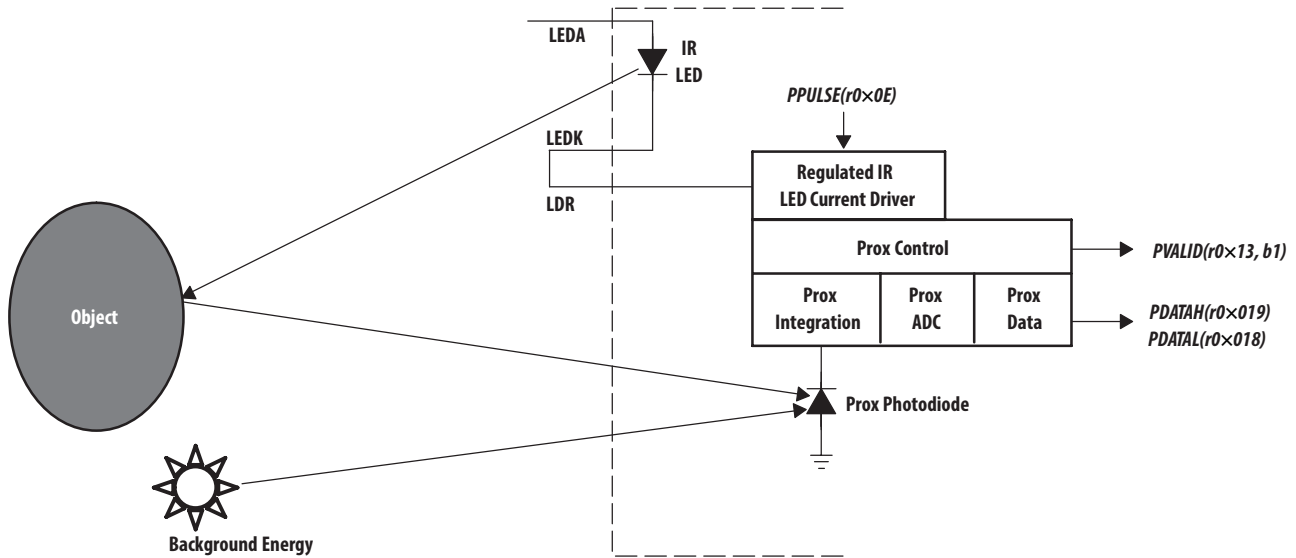 LEDA
IR
LED
PPULSE(r0×0E)
LEDK
LDR
Regulated IR
LED Current Driver
Prox Control
PVALID(r0×13, b1)
Object
Prox
Integration
Prox
ADC
Prox
Data
PDATAH(r0×019)
PDATAL(r0×018)
Prox Photodiode
Background Energy